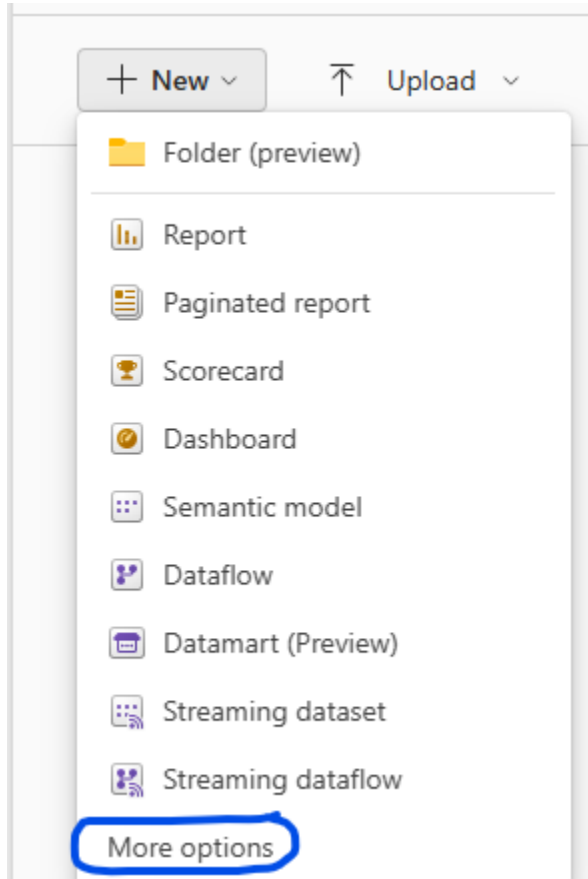 New Upload
Folder (preview)
Report
Paginated report
Scorecard
Dashboard
Semantic model
Dataflow
Datamart (Preview)
Streaming dataset
Streaming dataflow
More options